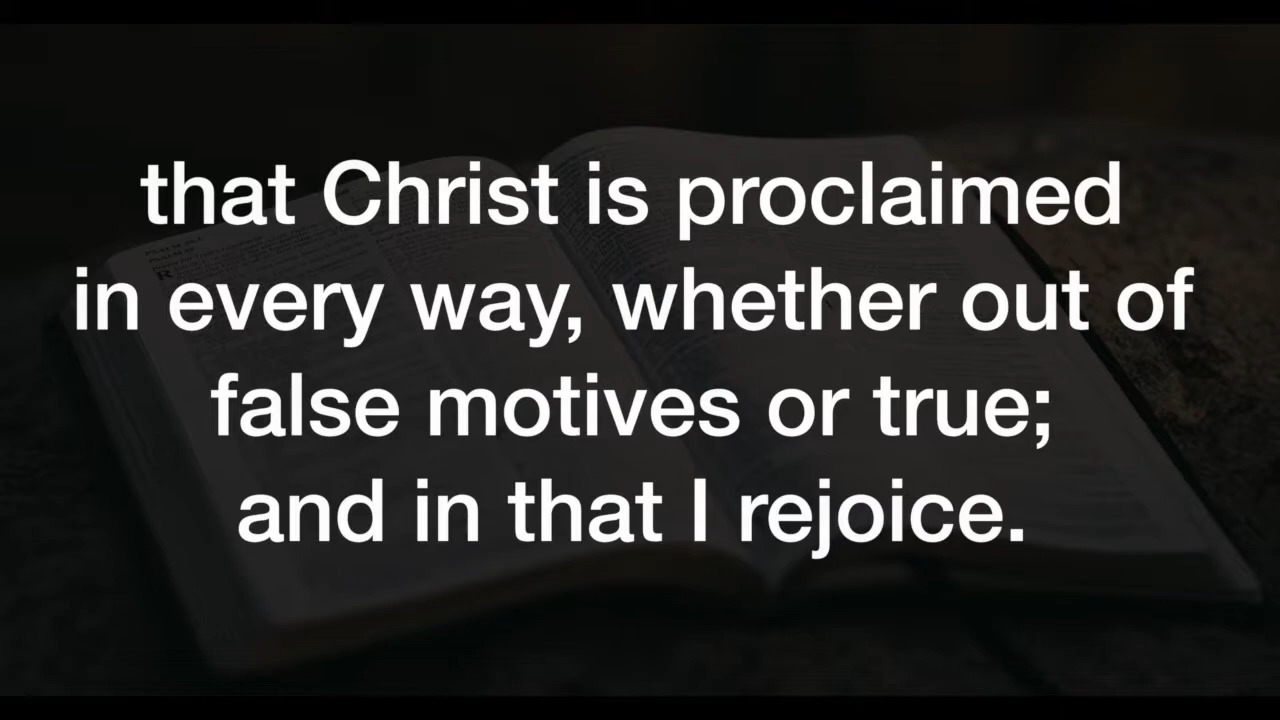 that Christ is proclaimed
in every way, whether out of
false motives or true;
and in that I rejoice.